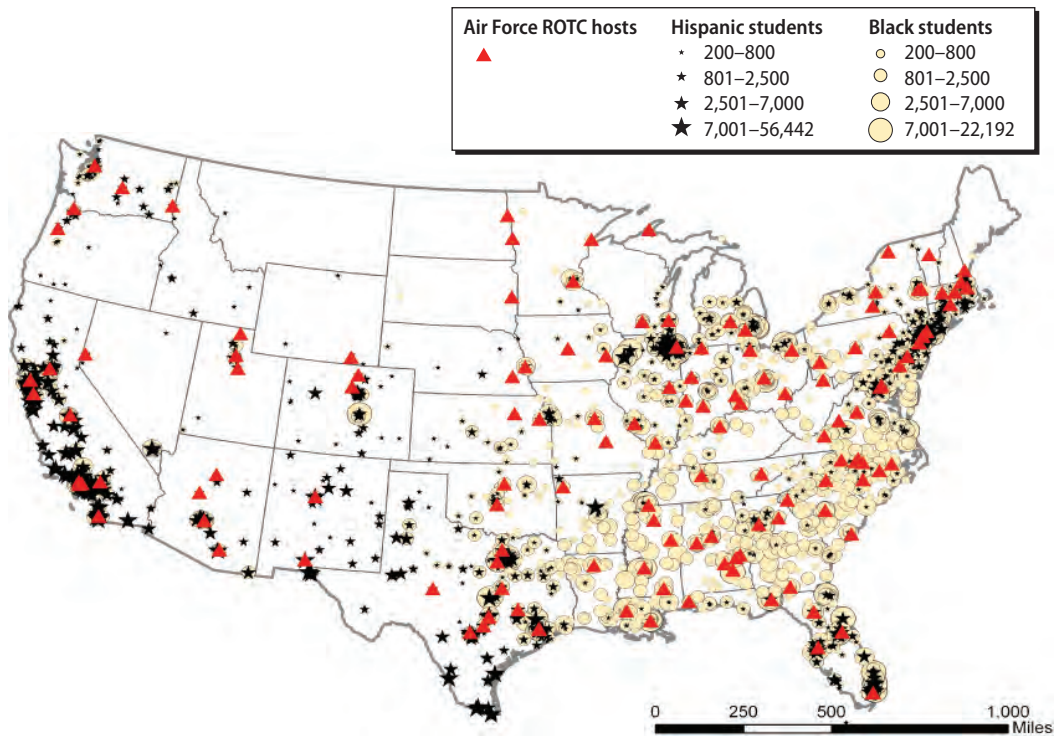 Air Force ROTC hosts
Hispanic students
200–800
801–2,500
2,501–7,000
7,001–56,442
Black students
200–800
801–2,500
2,501–7,000
7,001–22,192
0 250 500 1,000
Miles